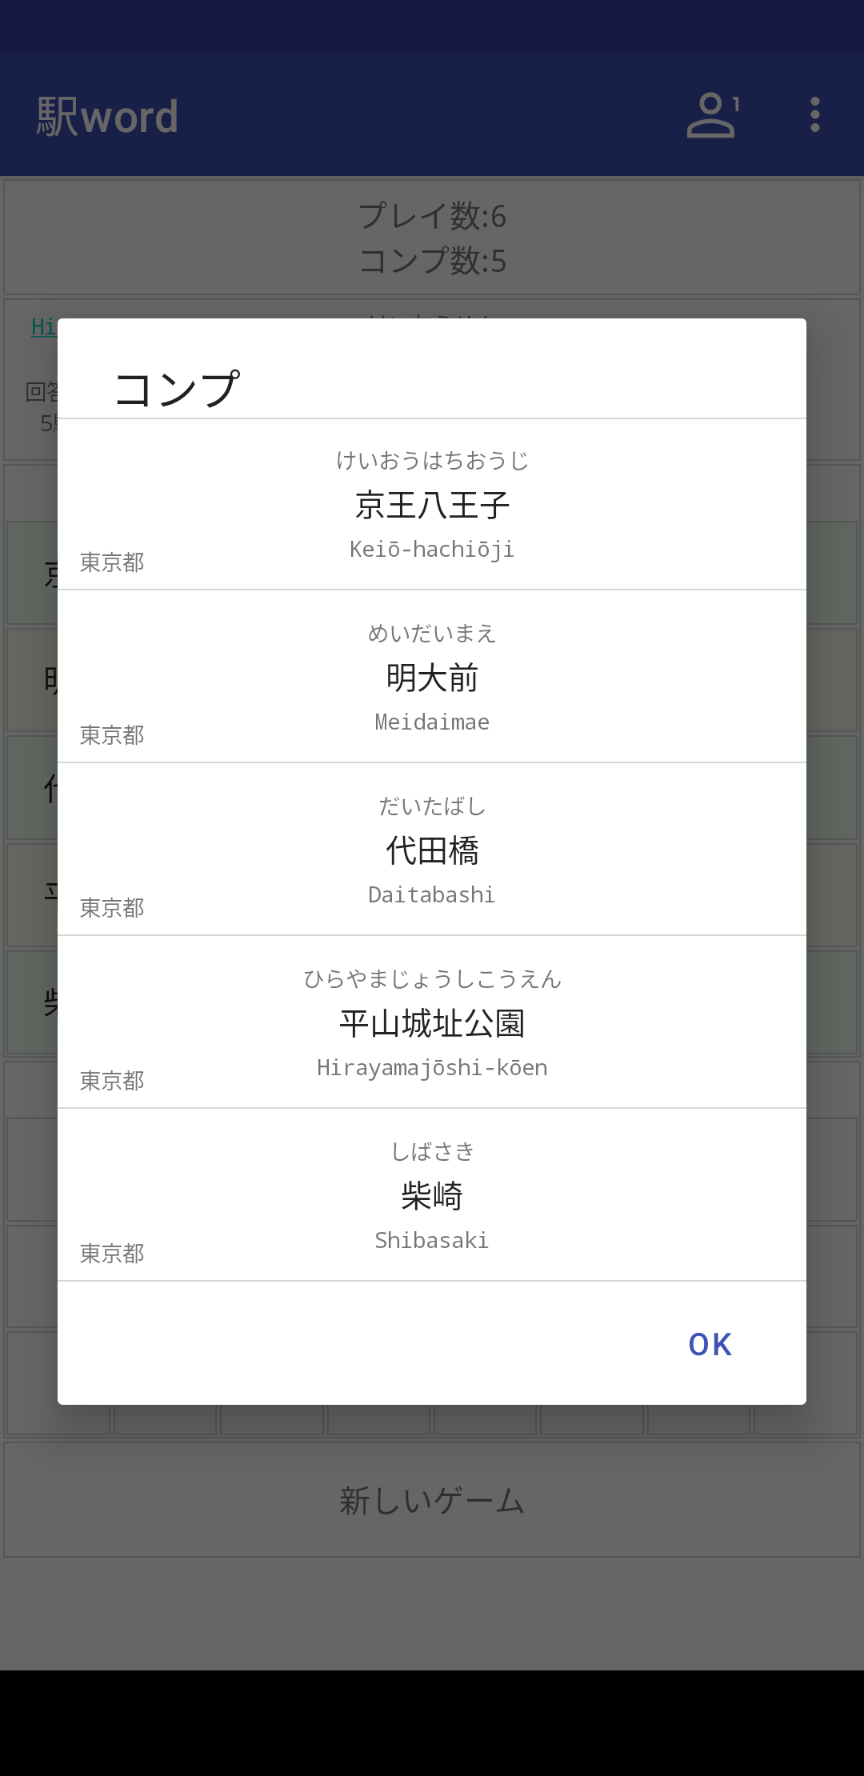 駅word
1
プレイ数:6
コンプ数:5
Hi
回答
コンプ
けいおうはちおうじ
京王八王子
Keiō-hachiōji
東京都
めいだいまえ
明大前
Meidaimae
東京都
だいたばし
代田橋
Daitabashi
東京都
ひらやまじょうしこうえん
平山城址公園
Hirayamajōshi-kōen
東京都
しばさき
柴崎
Shibasaki
東京都
OK
新しいゲーム